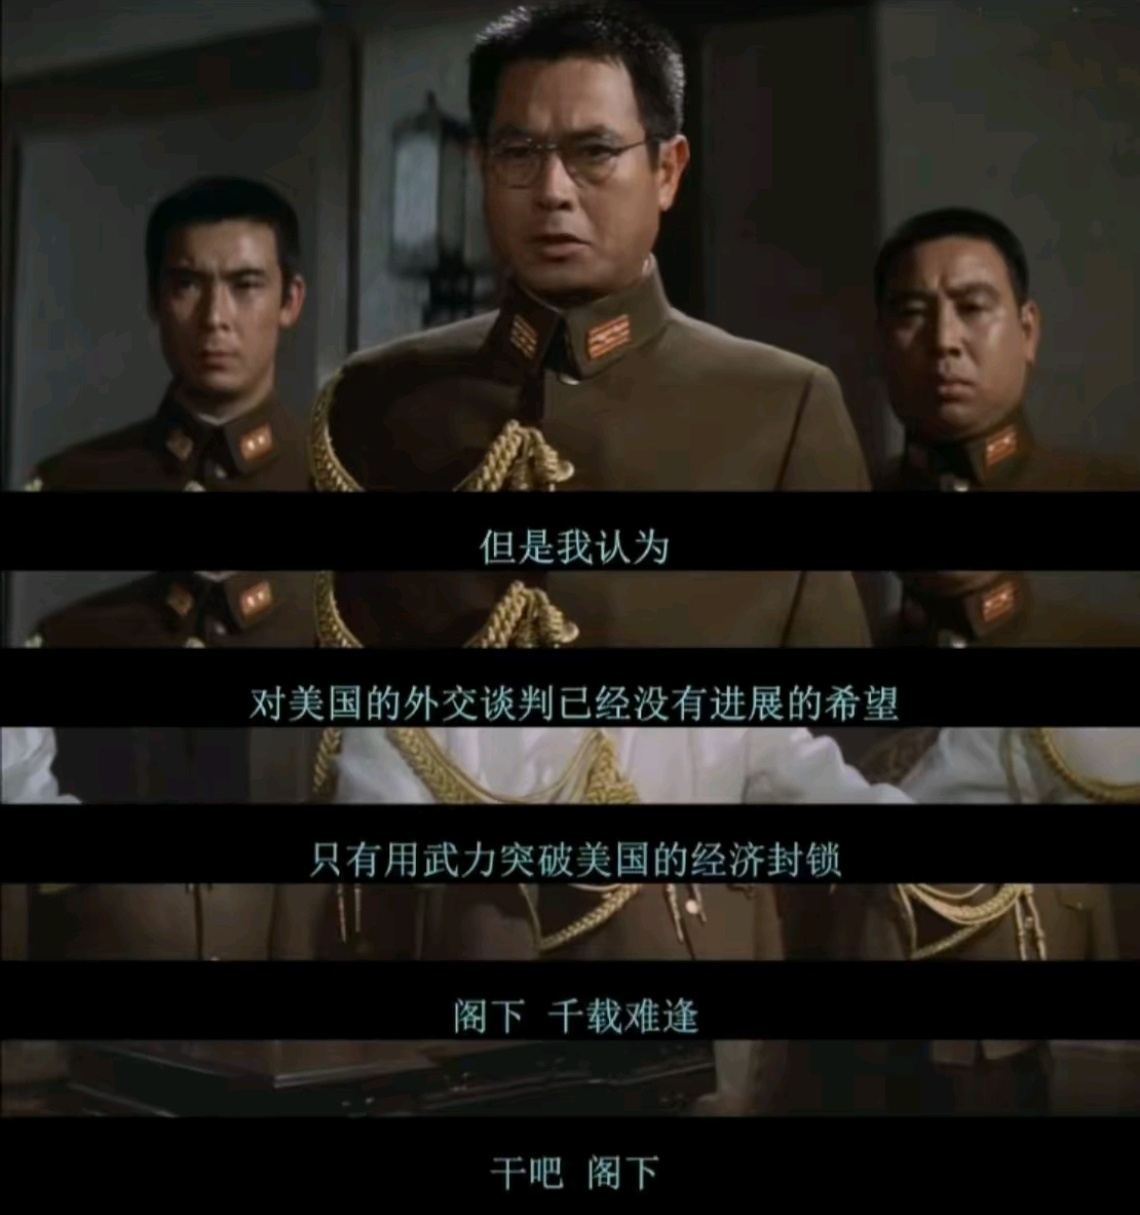 但是我认为
对美国的外交谈判已经没有进展的希望
只有用武力突破美国的经济封锁
阁下 千载难逢
干吧 阁下